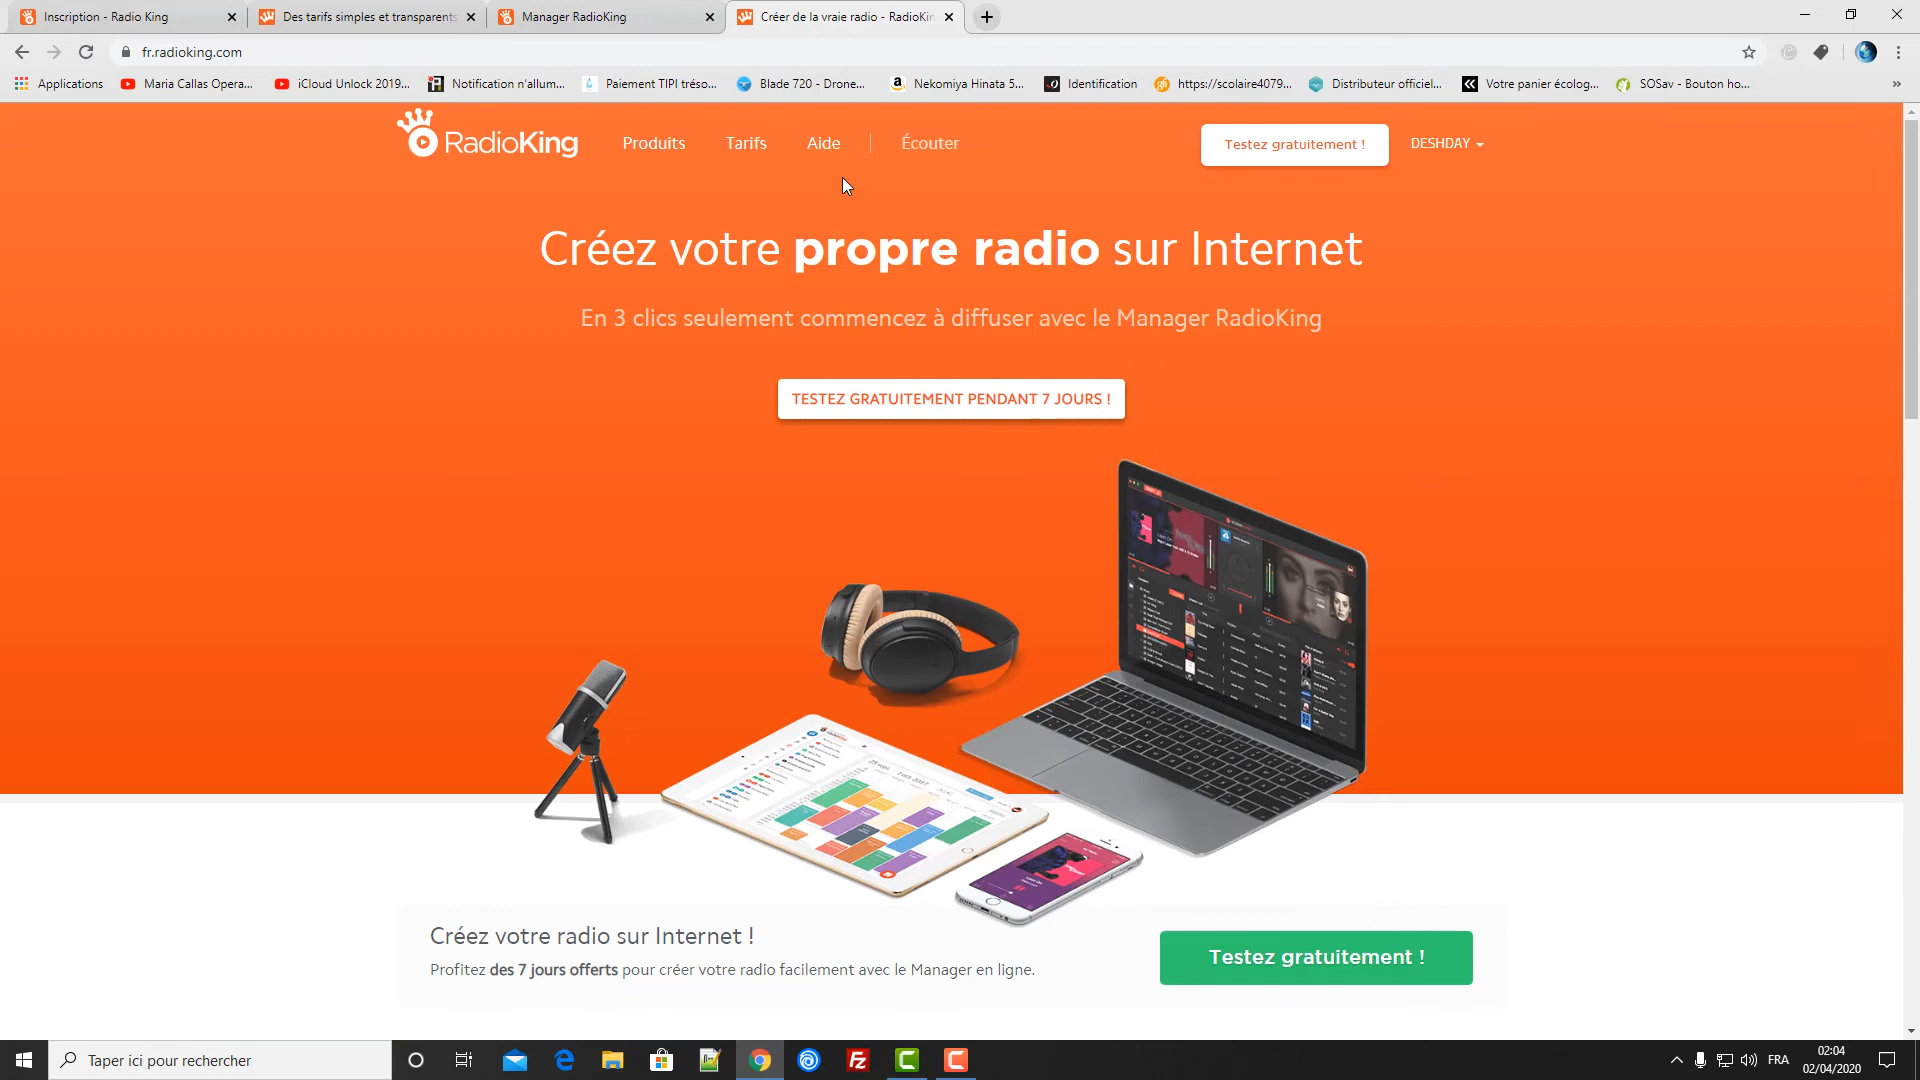 Inscription - Radio King
Des tarifs simples et transparents
Manager RadioKing
Créer de la vraie radio - RadioKin
fr.radioking.com
Applications
Maria Callas Opera...
iCloud Unlock 2019...
Notification n'allum...
Paiement TIPI tréso...
Blade 720 - Drone...
Nekomiya Hinata 5...
Identification
https://scolaire4079...
Distributeur officiel...
Votre panier écolog...
SOSav - Bouton ho...
RadioKing
Produits
Tarifs
Aide
Écouter
Testez gratuitement !
DESHDAY
Créez votre propre radio sur Internet
En 3 clics seulement commencez à diffuser avec le Manager RadioKing
TESTEZ GRATUITEMENT PENDANT 7 JOURS !
Créez votre radio sur Internet !
Profitez des 7 jours offerts pour créer votre radio facilement avec le Manager en ligne.
Testez gratuitement !
Taper ici pour rechercher
FRA
02:04
02/04/2020